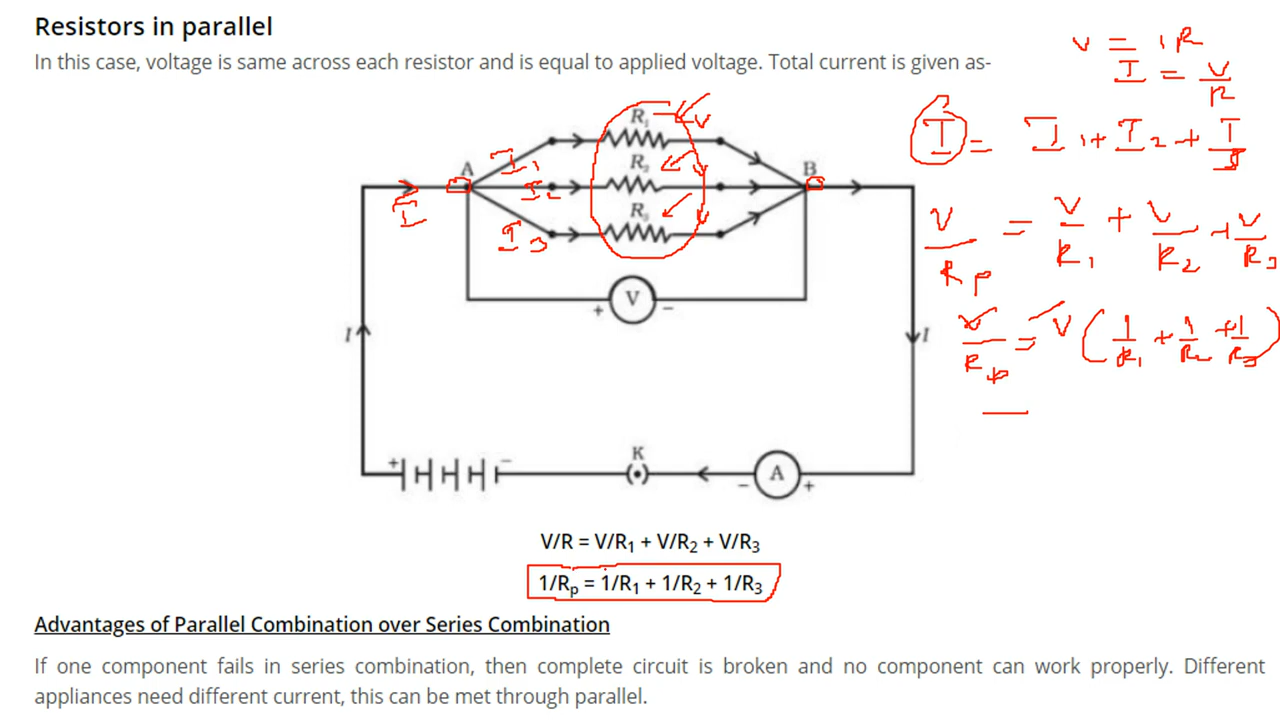 Resistors in parallel
In this case, voltage is same across each resistor and is equal to applied voltage. Total current is given as-
V = IR
I = V/R
I = I1 + I2 + I3
V/Rp = V/R1 + V/R2 + V/R3
V/Rp = V(1/R1 + 1/R2 + 1/R3)
R1 V
A I1 R2 V B
I I2
I3 R3 V
+ V -
I I
+ - K - A +
V/R = V/R1 + V/R2 + V/R3
1/Rp = 1/R1 + 1/R2 + 1/R3
Advantages of Parallel Combination over Series Combination
If one component fails in series combination, then complete circuit is broken and no component can work properly. Different
appliances need different current, this can be met through parallel.